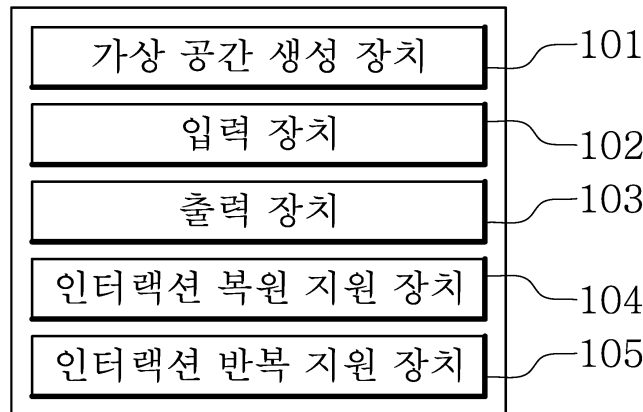 가상 공간 생성 장치 101
입력 장치 102
출력 장치 103
인터랙션 복원 지원 장치 104
인터랙션 반복 지원 장치 105